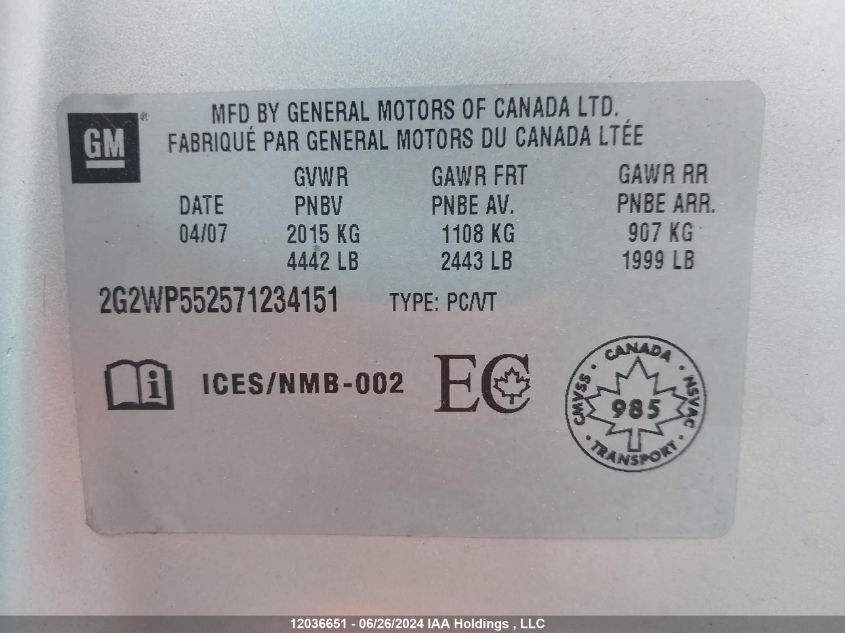 GM
MFD BY GENERAL MOTORS OF CANADA LTD.
FABRIQUÉ PAR GENERAL MOTORS DU CANADA LTÉE
GVWR GAWR FRT GAWR RR
DATE PNBV PNBE AV. PNBE ARR.
04/07 2015 KG 1108 KG 907 KG
4442 LB 2443 LB 1999 LB
2G2WP552571234151 TYPE: PC/VT
i ICES/NMB-002 EC
CANADA
CMVSS 985 NSVAC
TRANSPORT
12036651 - 06/26/2024 IAA Holdings , LLC